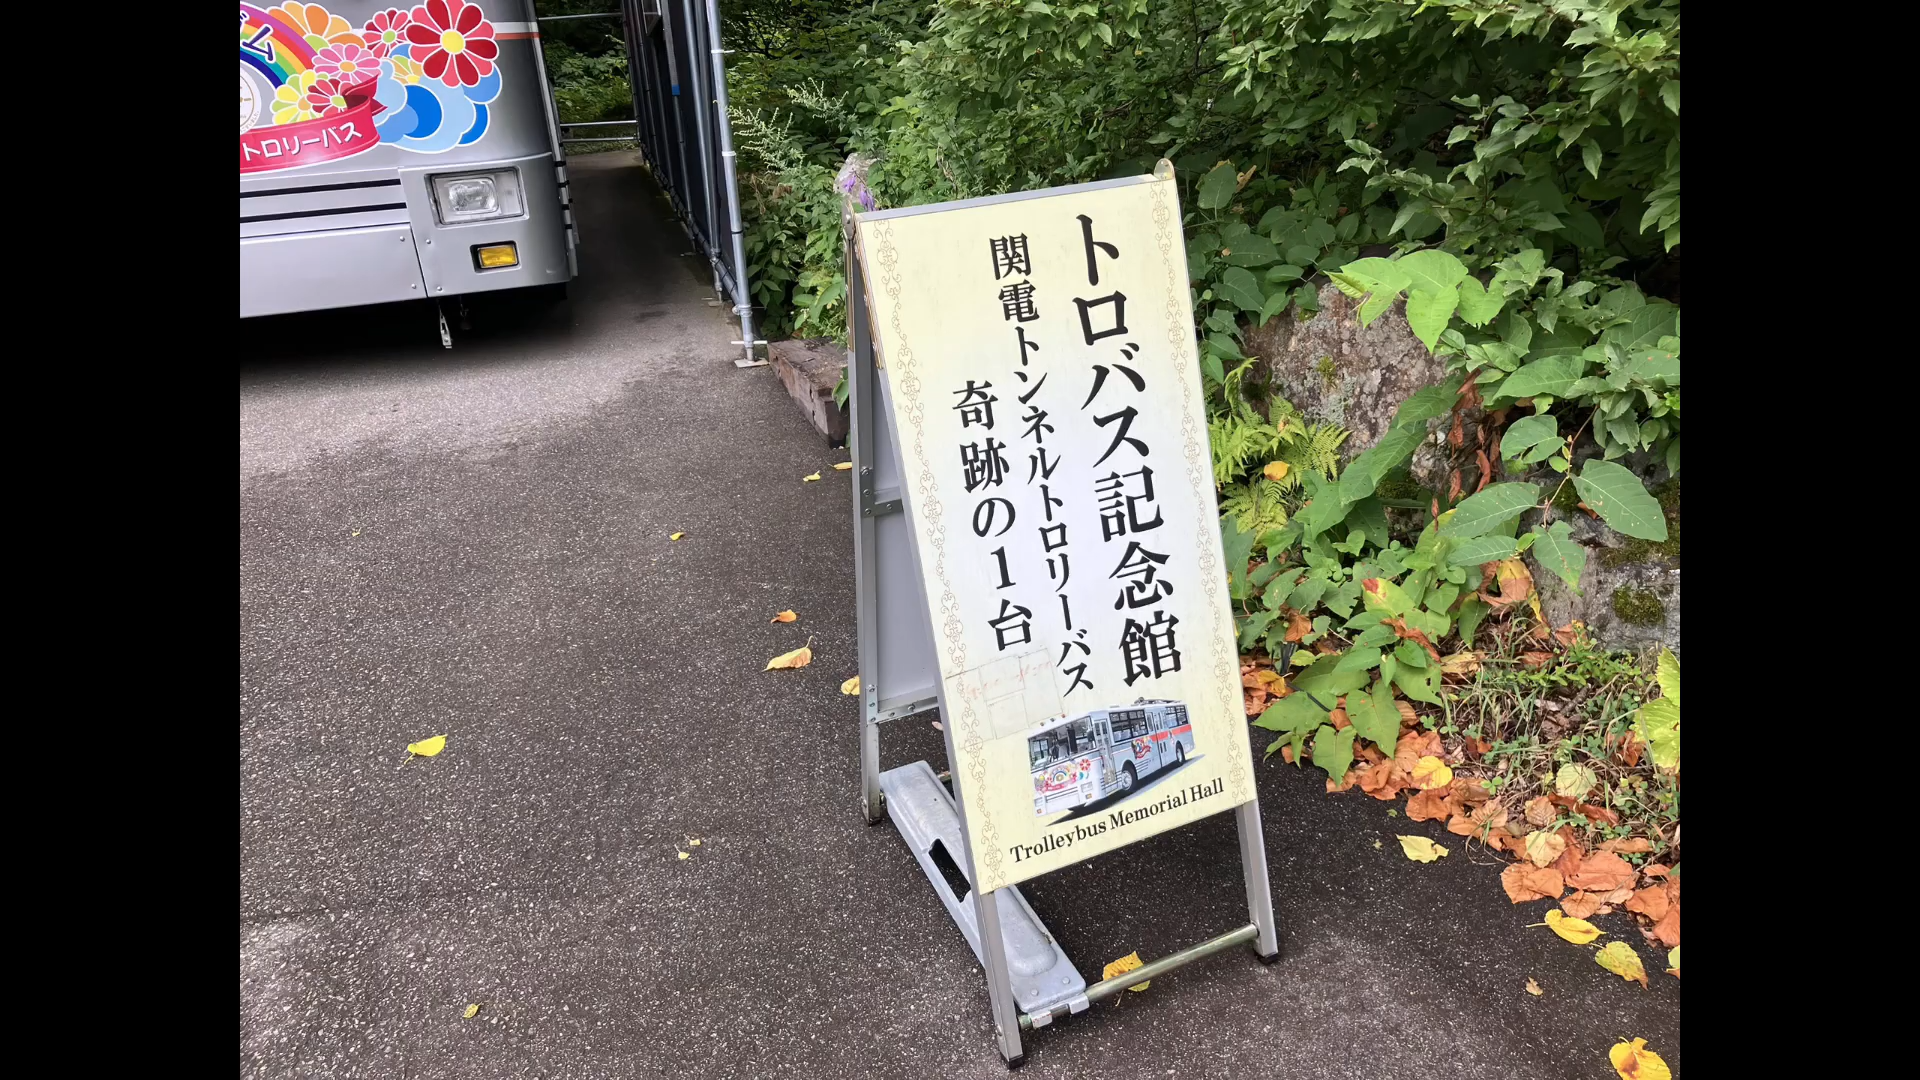 トロバス記念館
関電トンネルトロリーバス
奇跡の1台
Trolleybus Memorial Hall
ム
トロリーバス